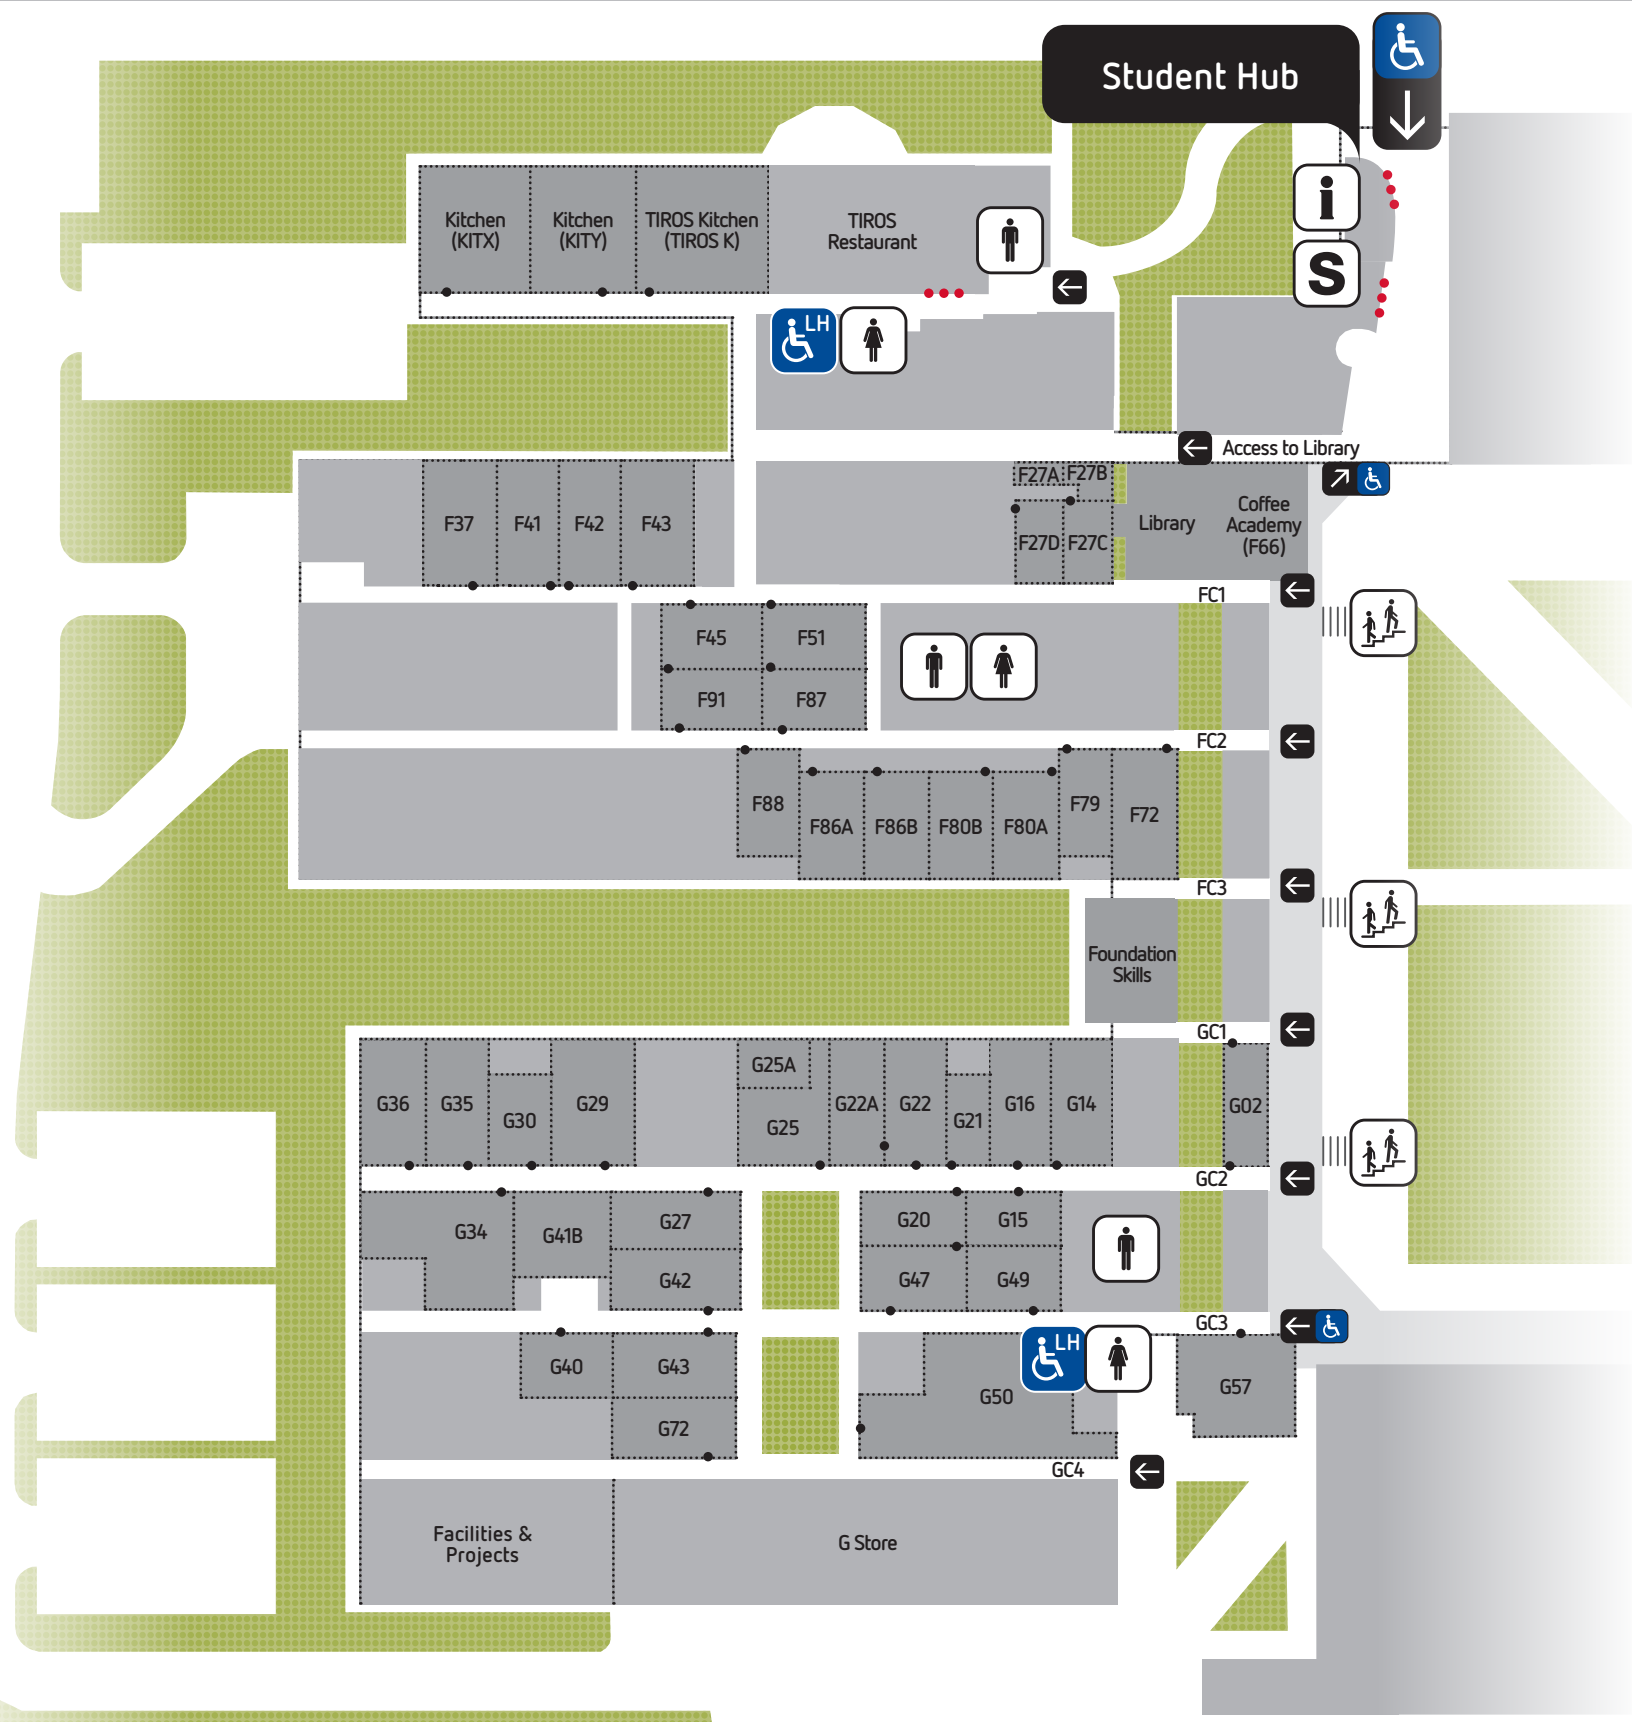 Student Hub
Kitchen
(KITX)
Kitchen
(KITY)
TIROS Kitchen
(TIROS K)
TIROS
Restaurant
i
S
LH
Access to Library
F37
F41
F42
F43
F27A
F27B
F27D
F27C
Library
Coffee
Academy
(F66)
FC1
F45
F51
F91
F87
FC2
F88
F86A
F86B
F80B
F80A
F79
F72
FC3
Foundation
Skills
GC1
G36
G35
G30
G29
G25A
G25
G22A
G22
G21
G16
G14
G02
GC2
G34
G41B
G27
G42
G20
G15
G47
G49
GC3
G40
G43
G72
LH
G50
G57
GC4
Facilities &
Projects
G Store